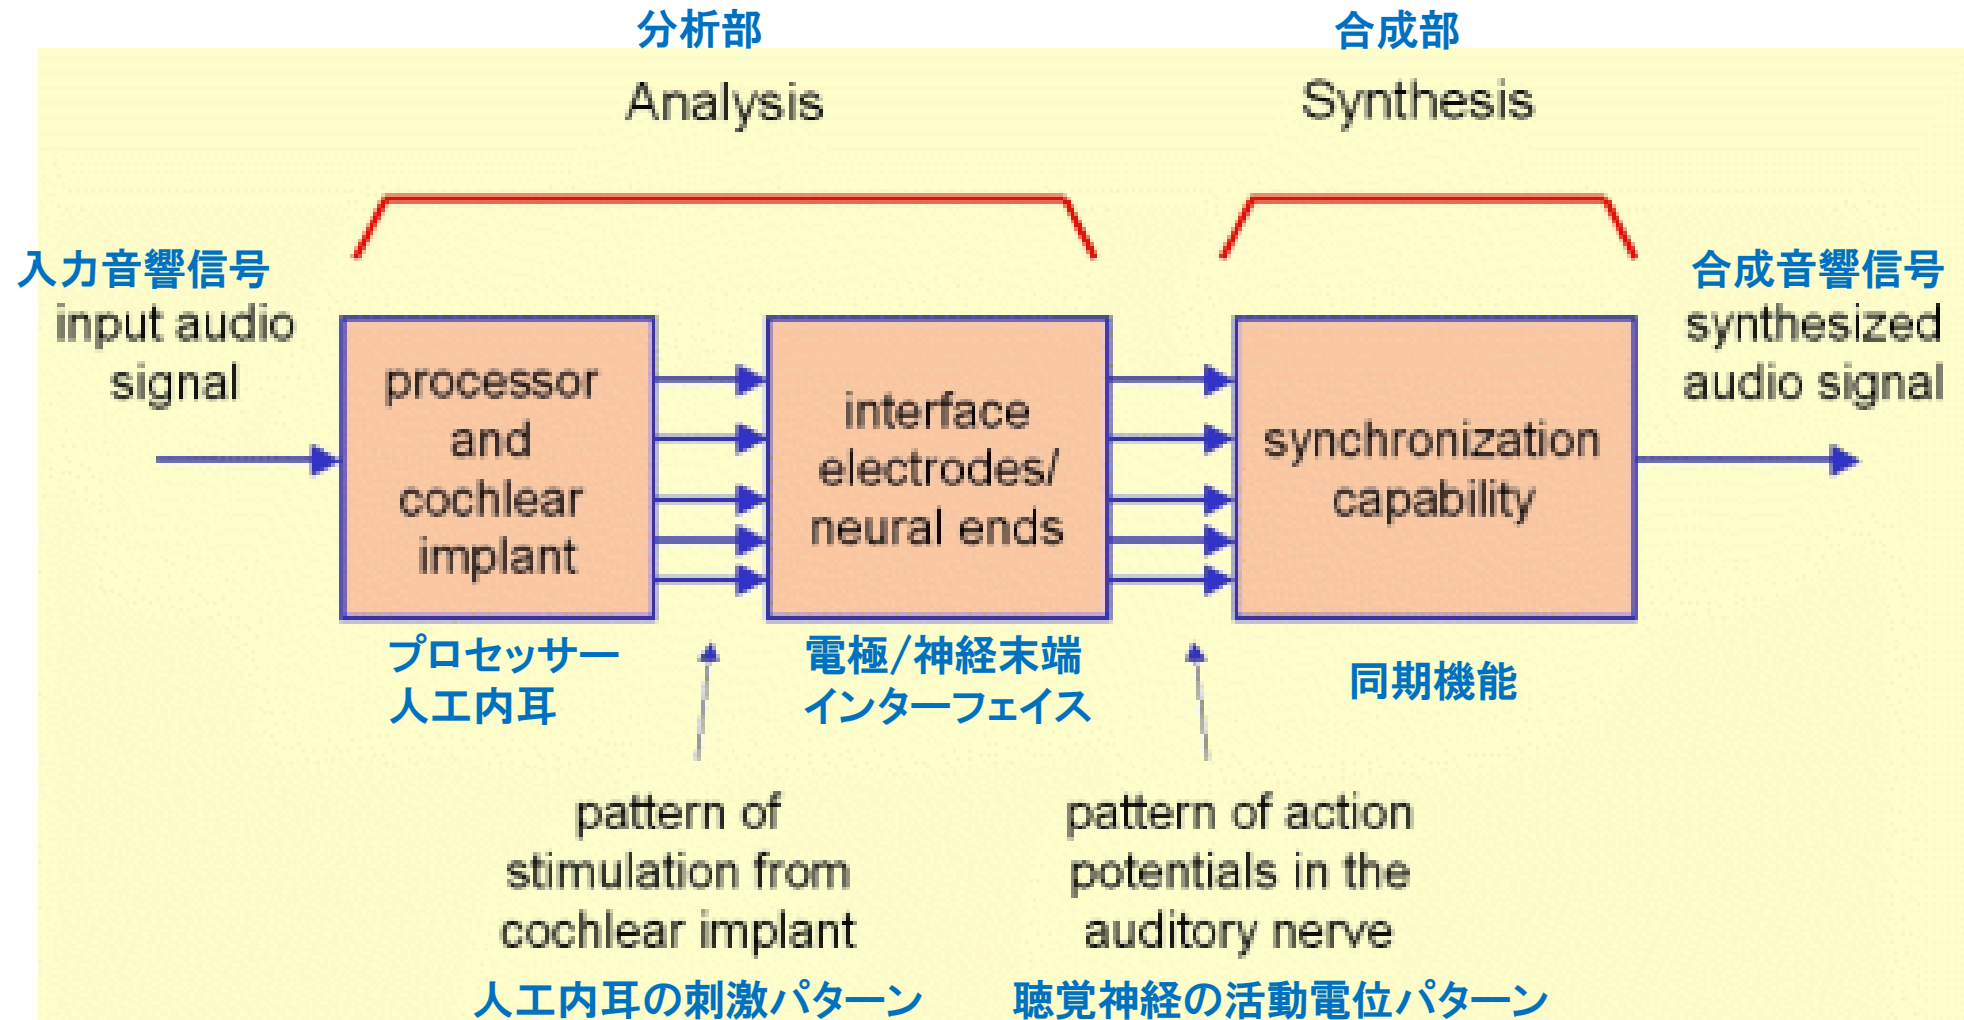 分析部
Analysis
合成部
Synthesis
入力音響信号
input audio
signal
processor
and
cochlear
implant
プロセッサー
人工内耳
interface
electrodes/
neural ends
電極/神経末端
インターフェイス
synchronization
capability
同期機能
合成音響信号
synthesized
audio signal
pattern of
stimulation from
cochlear implant
人工内耳の刺激パターン
pattern of action
potentials in the
auditory nerve
聴覚神経の活動電位パターン